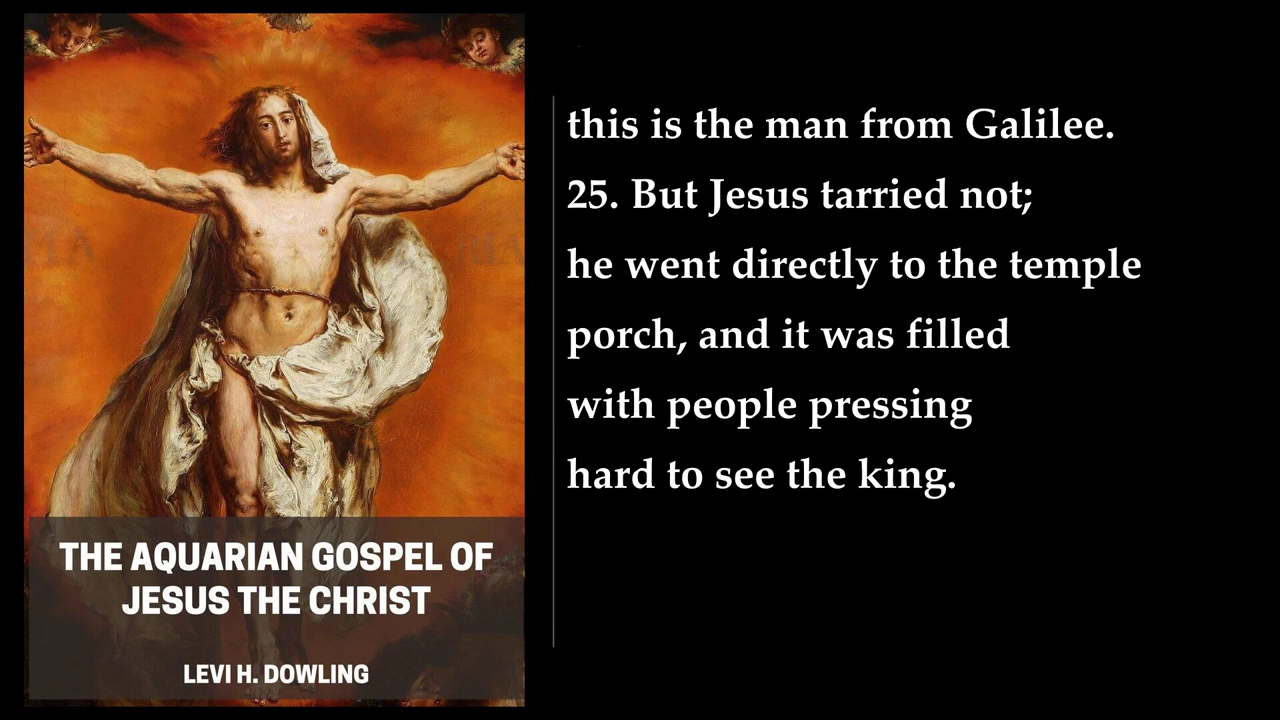 THE AQUARIAN GOSPEL OF
JESUS THE CHRIST
LEVI H. DOWLING
this is the man from Galilee.
25. But Jesus tarried not;
he went directly to the temple
porch, and it was filled
with people pressing
hard to see the king.